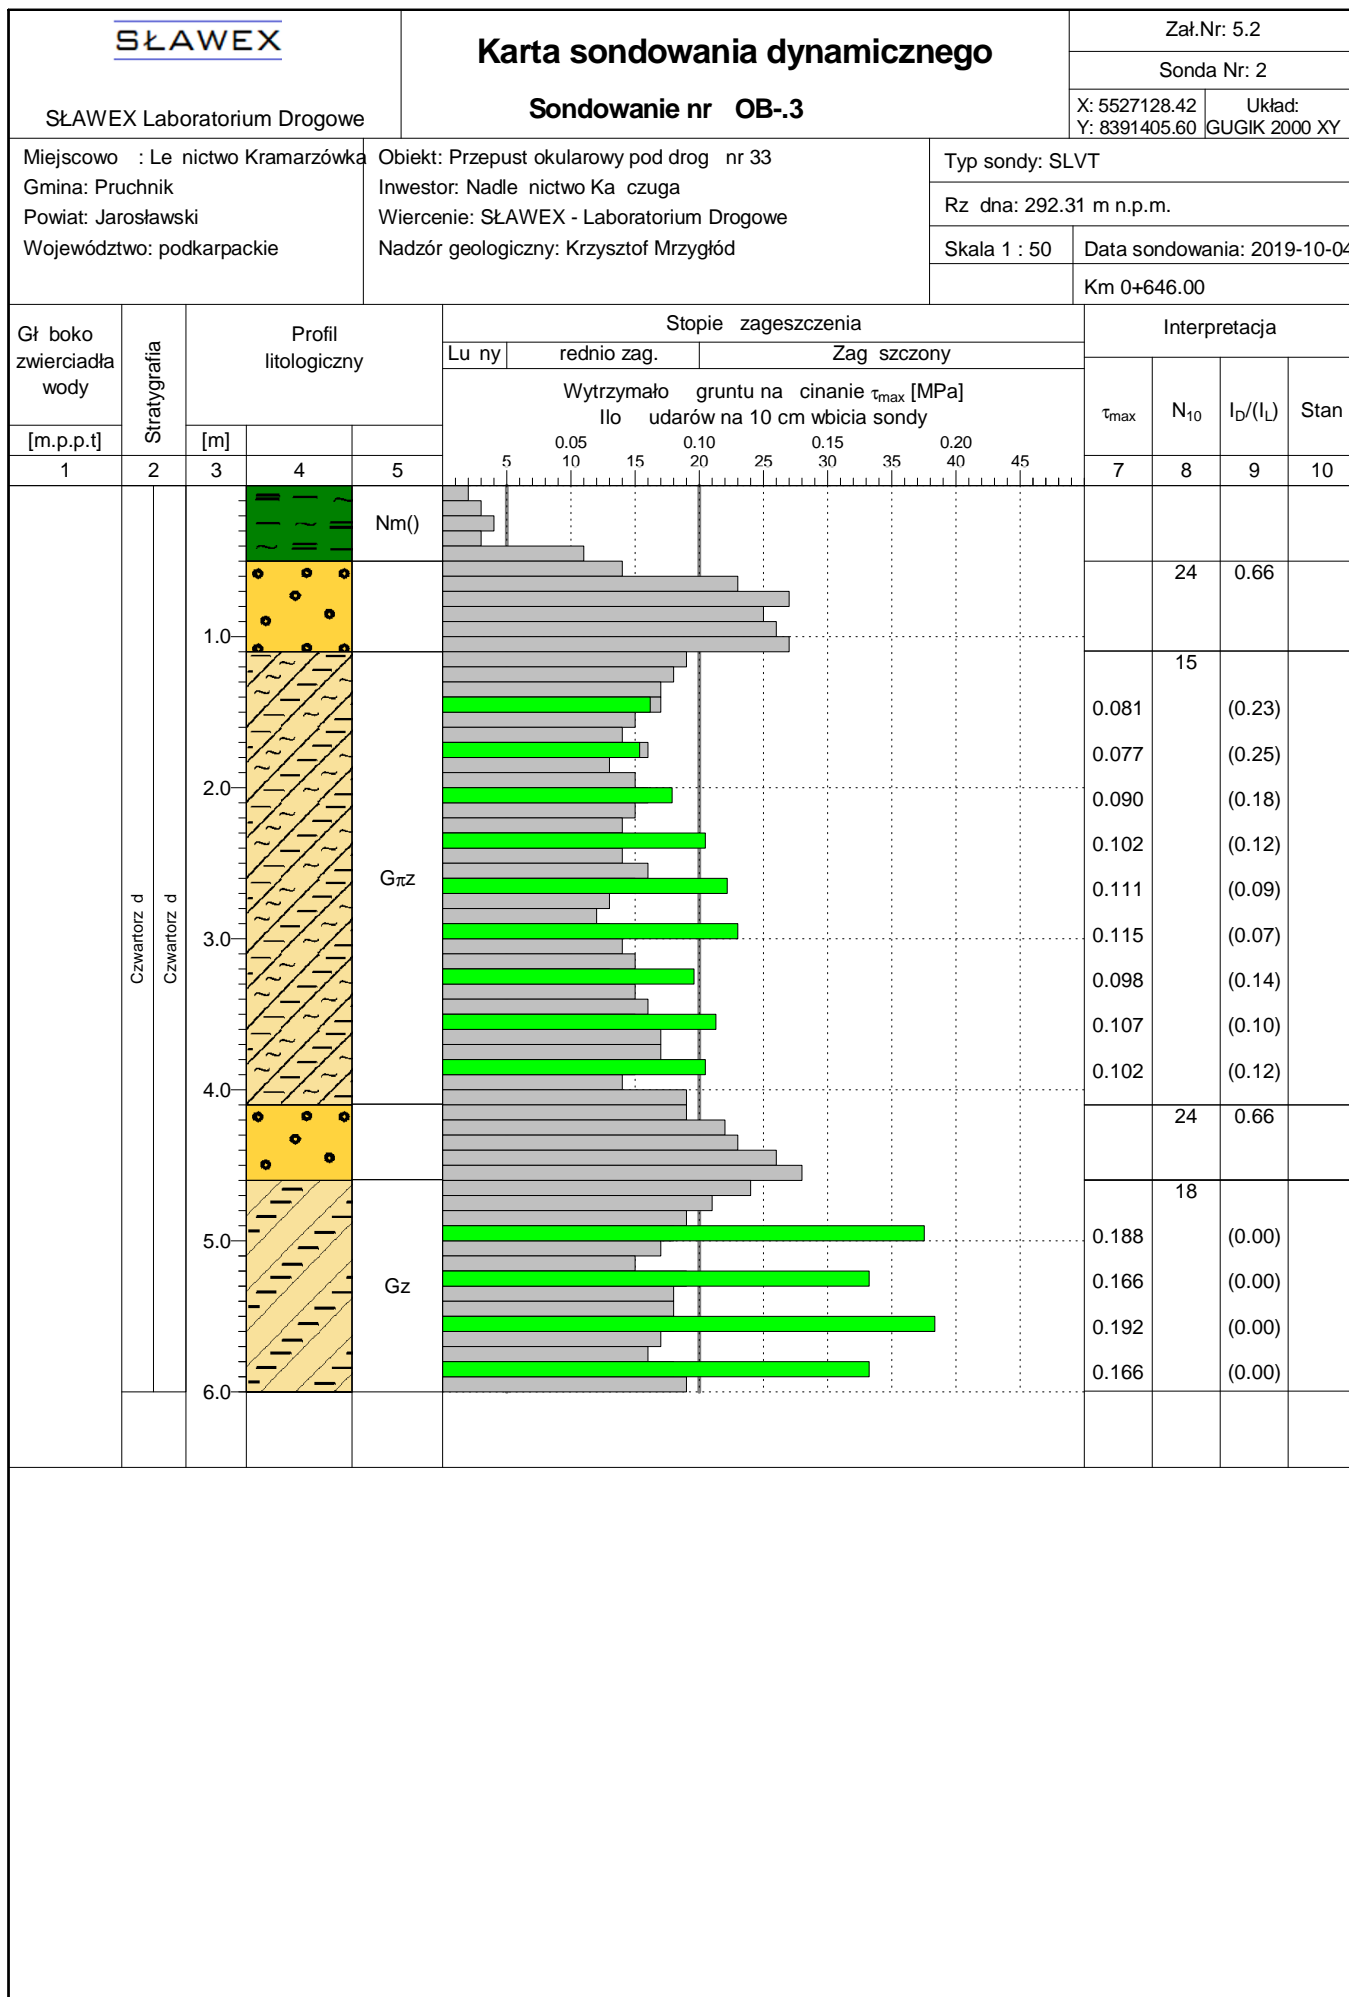 SŁAWEX
SŁAWEX Laboratorium Drogowe
Karta sondowania dynamicznego
Sondowanie nr OB-.3
Zał.Nr: 5.2
Sonda Nr: 2
X: 5527128.42
Y: 8391405.60
Układ:
GUGIK 2000 XY
Miejscowo : Le nictwo Kramarzówka
Gmina: Pruchnik
Powiat: Jarosławski
Województwo: podkarpackie
Obiekt: Przepust okularowy pod drog nr 33
Inwestor: Nadle nictwo Ka czuga
Wiercenie: SŁAWEX - Laboratorium Drogowe
Nadzór geologiczny: Krzysztof Mrzygłód
Typ sondy: SLVT
Rz dna: 292.31 m n.p.m.
Skala 1 : 50
Data sondowania: 2019-10-04
Km 0+646.00
Gł boko
zwierciadła
wody
[m.p.p.t]
Stratygrafia
Profil
litologiczny
[m]
Stopie zageszczenia
Lu ny
rednio zag.
Zag szczony
Wytrzymało gruntu na cinanie τmax [MPa]
Ilo udarów na 10 cm wbicia sondy
0.05 0.10 0.15 0.20
5 10 15 20 25 30 35 40 45
Interpretacja
τmax N10 ID/(IL) Stan
1 2 3 4 5 7 8 9 10
Nm()
24 0.66
1.0
15
0.081 (0.23)
0.077 (0.25)
2.0
0.090 (0.18)
0.102 (0.12)
Gπz
0.111 (0.09)
Czwartorz d
Czwartorz d
3.0
0.115 (0.07)
0.098 (0.14)
0.107 (0.10)
0.102 (0.12)
4.0
24 0.66
18
5.0
0.188 (0.00)
Gz
0.166 (0.00)
0.192 (0.00)
0.166 (0.00)
6.0